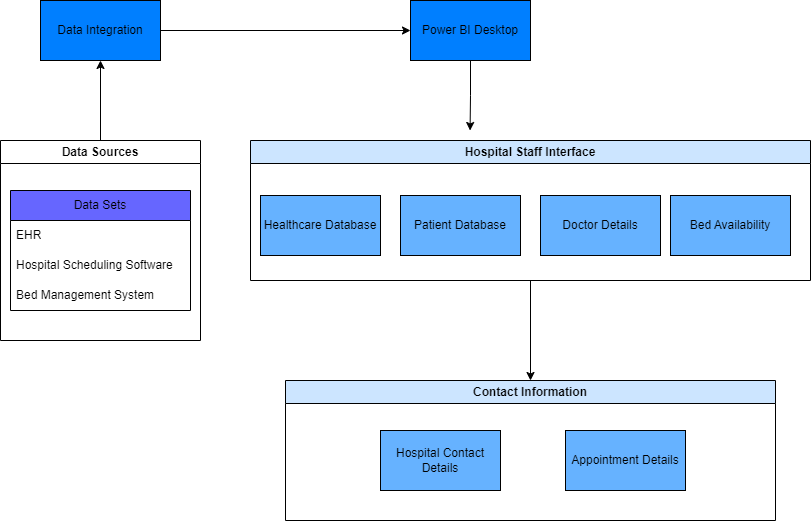 Data Integration
Power BI Desktop
Data Sources
Data Sets
EHR
Hospital Scheduling Software
Bed Management System
Hospital Staff Interface
Healthcare Database
Patient Database
Doctor Details
Bed Availability
Contact Information
Hospital Contact
Details
Appointment Details